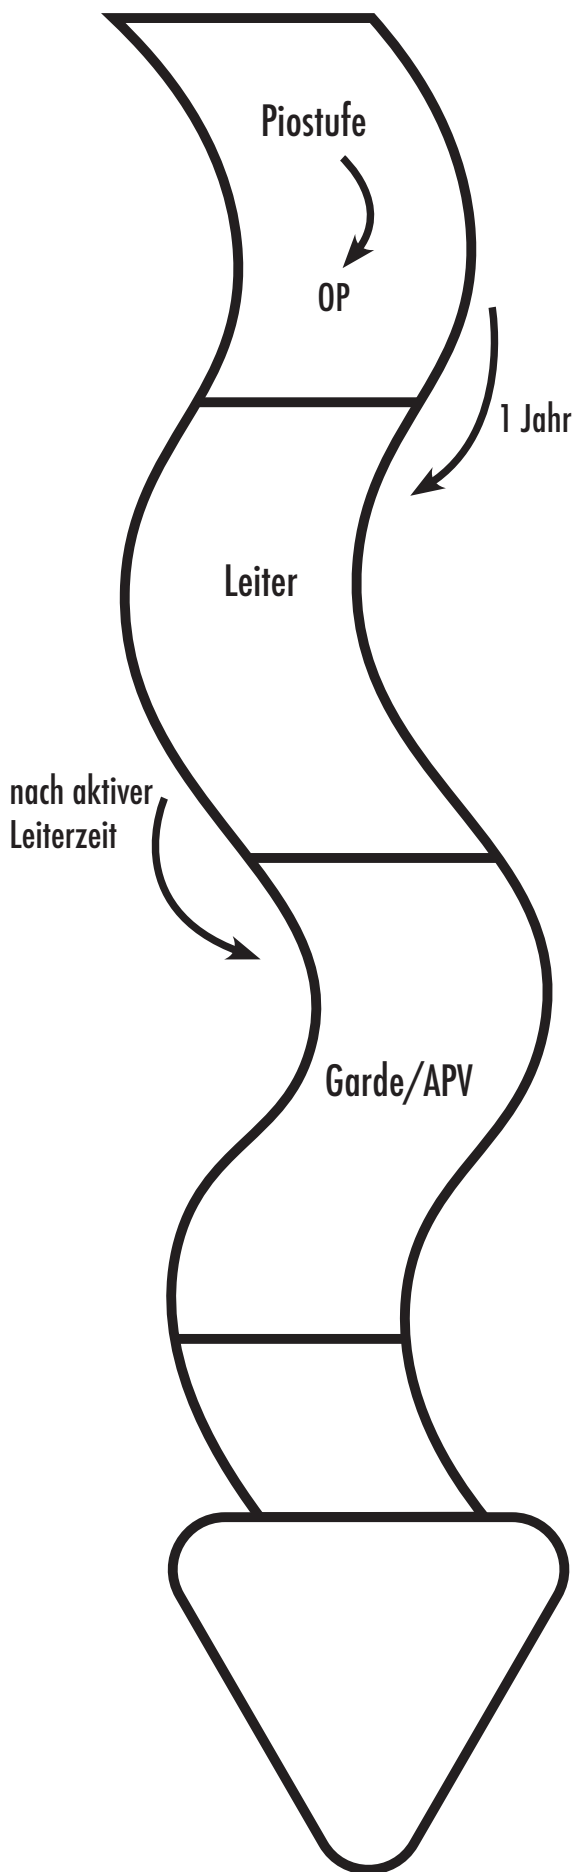 Piostufe
OP
1 Jahr
Leiter
nach aktiver
Leiterzeit
Garde/APV